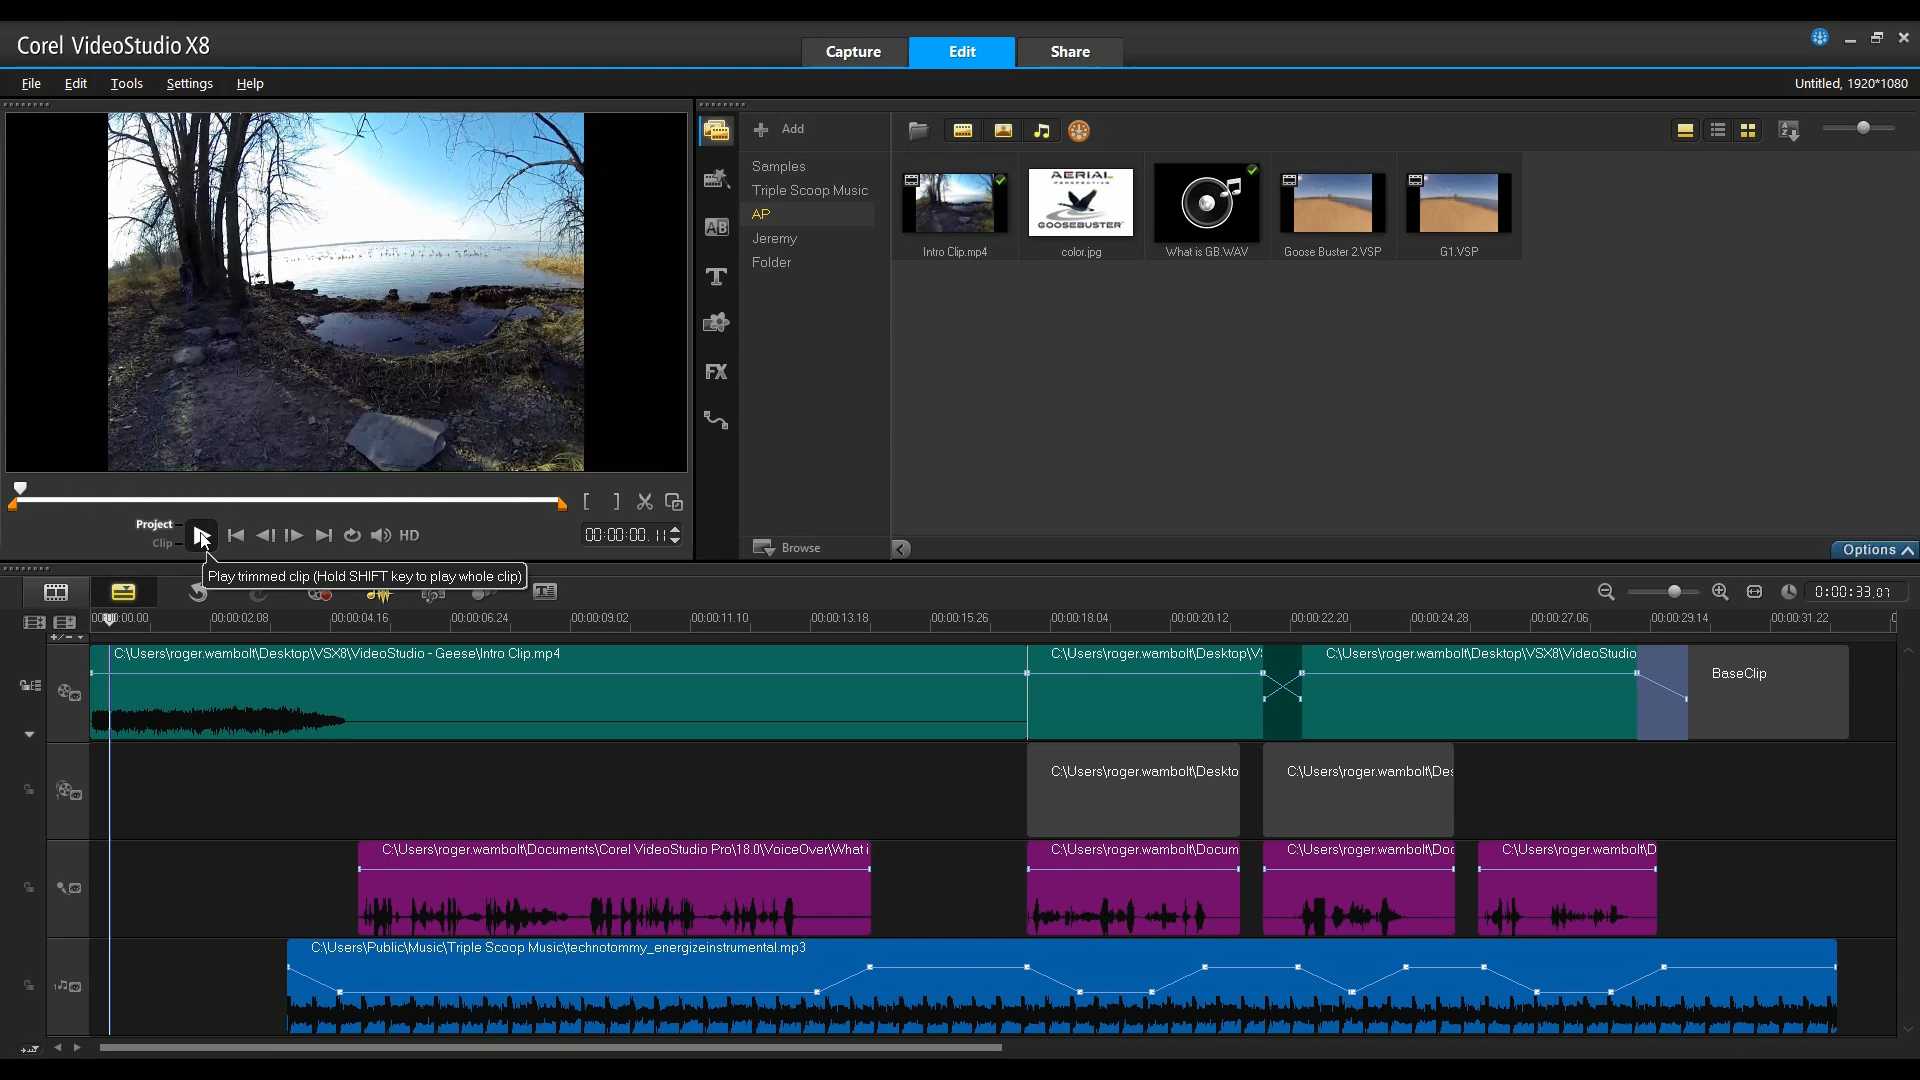 Corel VideoStudio X8
Capture
Edit
Share
File
Edit
Tools
Settings
Help
Untitled, 1920*1080
Add
Samples
Triple Scoop Music
AP
Jeremy
Folder
Browse
AB
T
FX
AERIAL
PERSPECTIVE
GOOSEBUSTER
Intro Clip.mp4
color.jpg
What is GB.WAV
Goose Buster 2.VSP
G1.VSP
Project
Clip
HD
00:00:00.11
Play trimmed clip (Hold SHIFT key to play whole clip)
Options
0:00:33.07
00:00:02.08
00:00:04.16
00:00:06.24
00:00:09.02
00:00:11.10
00:00:13.18
00:00:15.26
00:00:18.04
00:00:20.12
00:00:22.20
00:00:24.28
00:00:27.06
00:00:29.14
00:00:31.22
C:\Users\roger.wambolt\Desktop\VSX8\VideoStudio - Geese\Intro Clip.mp4
C:\Users\roger.wambolt\Desktop\VS
C:\Users\roger.wambolt\Desktop\VSX8\VideoStudio
BaseClip
C:\Users\roger.wambolt\Deskto
C:\Users\roger.wambolt\Des
C:\Users\roger.wambolt\Documents\Corel VideoStudio Pro\18.0\VoiceOver\What i
C:\Users\roger.wambolt\Docum
C:\Users\roger.wambolt\Doc
C:\Users\roger.wambolt\D
C:\Users\Public\Music\Triple Scoop Music\technotommy_energizeinstrumental.mp3